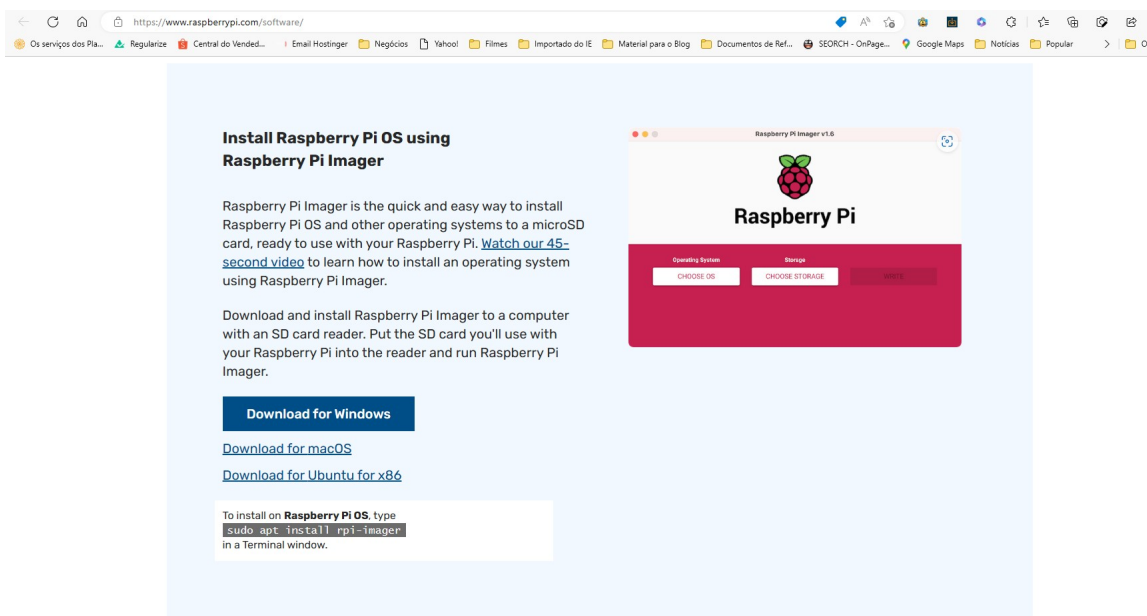 https://www.raspberrypi.com/software/
Os serviços dos Pla... Regularize Central do Vended... Email Hostinger Negócios Yahoo! Filmes Importado do IE Material para o Blog Documentos de Ref... SEORCH - OnPage... Google Maps Notícias Popular > O
Install Raspberry Pi OS using
Raspberry Pi Imager
Raspberry Pi Imager is the quick and easy way to install
Raspberry Pi OS and other operating systems to a microSD
card, ready to use with your Raspberry Pi. Watch our 45-
second video to learn how to install an operating system
using Raspberry Pi Imager.
Download and install Raspberry Pi Imager to a computer
with an SD card reader. Put the SD card you'll use with
your Raspberry Pi into the reader and run Raspberry Pi
Imager.
Download for Windows
Download for macOS
Download for Ubuntu for x86
To install on Raspberry Pi OS, type
sudo apt install rpi-imager
in a Terminal window.
Raspberry Pi Imager v1.6
Raspberry Pi
Operating System Storage
CHOOSE OS CHOOSE STORAGE WRITE